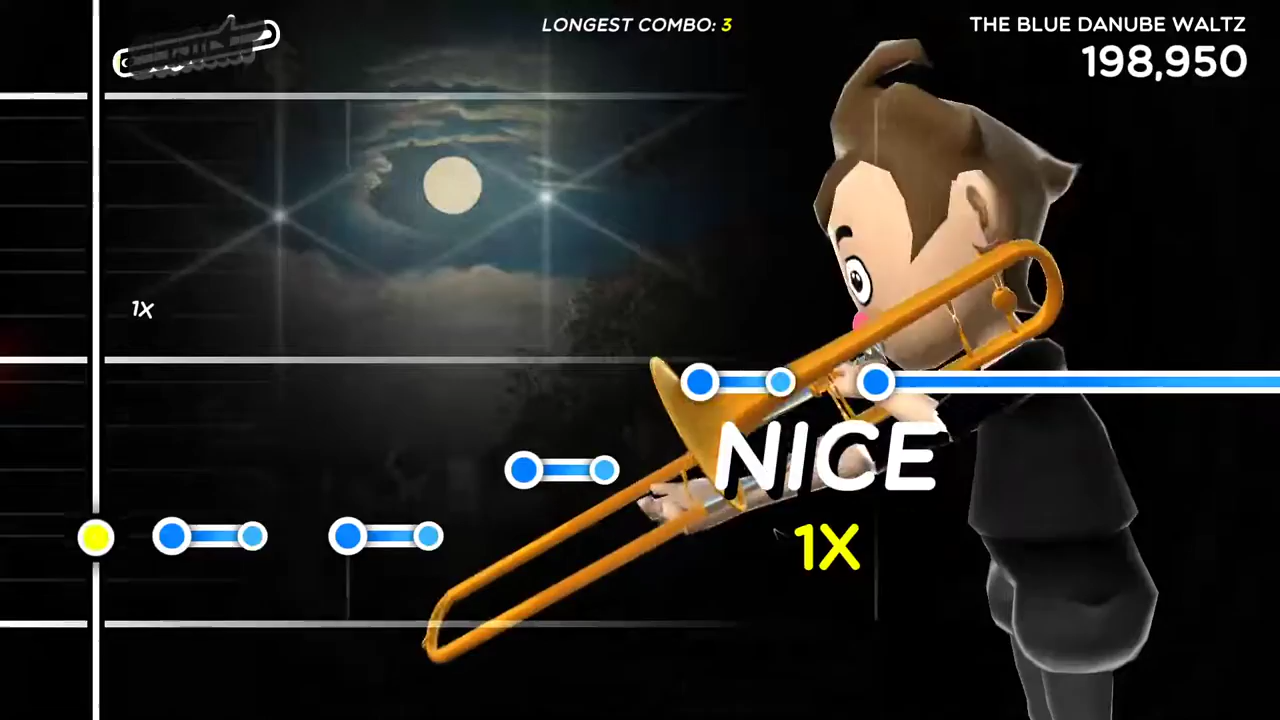 LONGEST COMBO: 3
THE BLUE DANUBE WALTZ
198,950
1X
NICE
1X